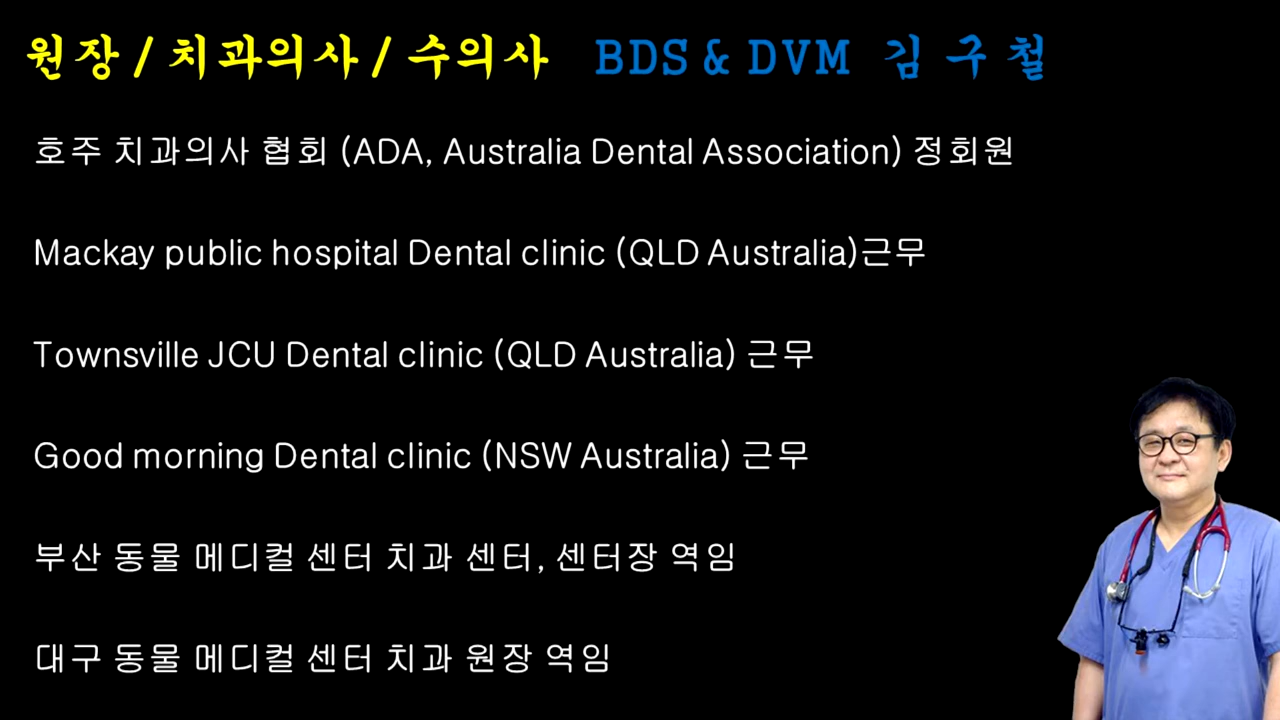 원장 / 치과의사 / 수의사 BDS & DVM 김 구 철
호주 치과의사 협회 (ADA, Australia Dental Association) 정회원
Mackay public hospital Dental clinic (QLD Australia)근무
Townsville JCU Dental clinic (QLD Australia) 근무
Good morning Dental clinic (NSW Australia) 근무
부산 동물 메디컬 센터 치과 센터, 센터장 역임
대구 동물 메디컬 센터 치과 원장 역임